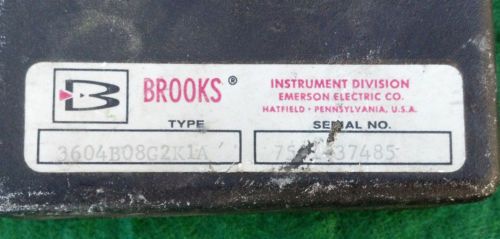 B BROOKS®
INSTRUMENT DIVISION
EMERSON ELECTRIC CO.
HATFIELD • PENNSYLVANIA, U.S.A.
TYPE
3604B08G2K1A
SERIAL NO.